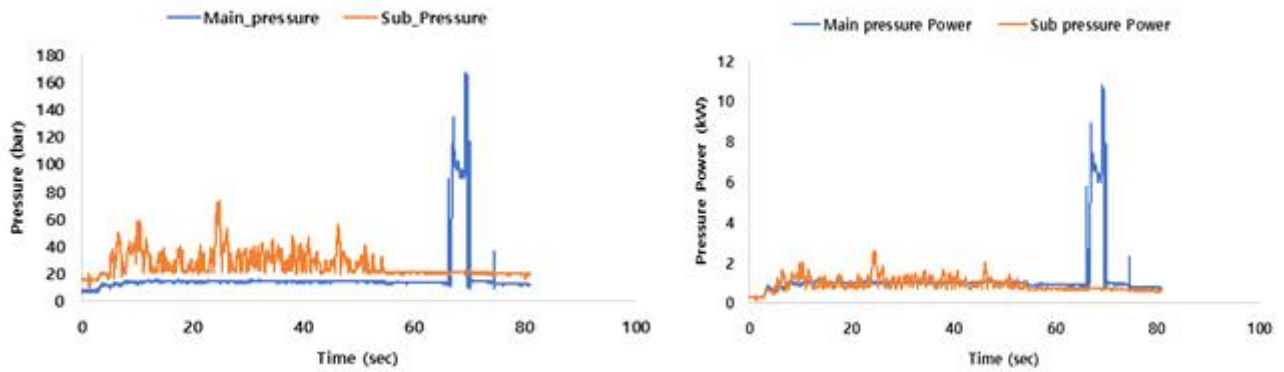 Main_pressure Sub_Pressure
Pressure (bar)
180
160
140
120
100
80
60
40
20
0
0 20 40 60 80 100
Time (sec)
Main pressure Power Sub pressure Power
Pressure Power (kW)
12
10
8
6
4
2
0
0 20 40 60 80 100
Time (sec)